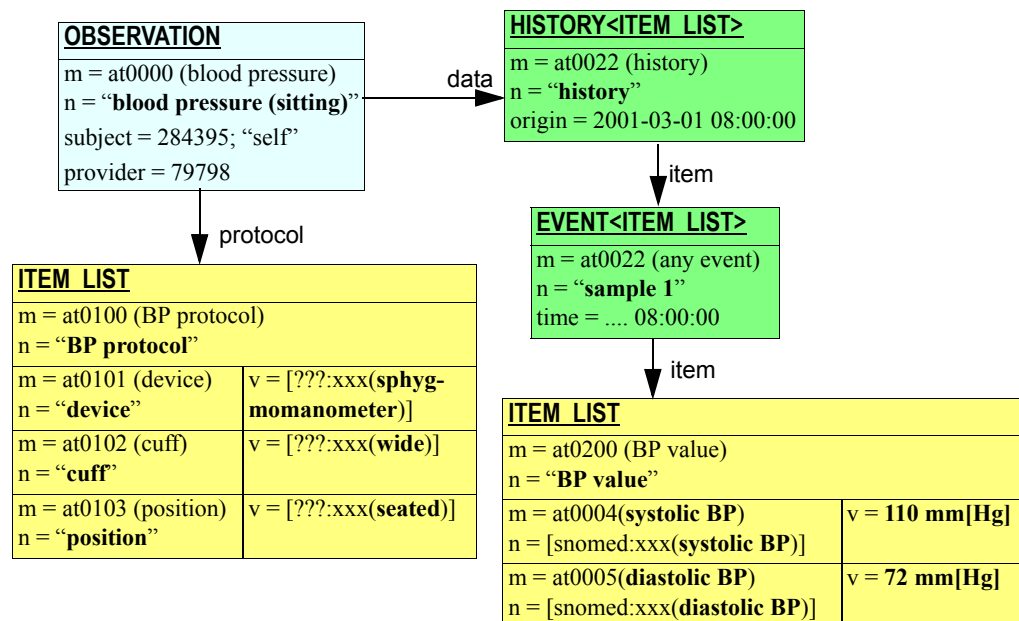 OBSERVATION
m = at0000 (blood pressure)
n = “blood pressure (sitting)”
subject = 284395; “self”
provider = 79798
data
HISTORY<ITEM_LIST>
m = at0022 (history)
n = “history”
origin = 2001-03-01 08:00:00
item
EVENT<ITEM_LIST>
m = at0022 (any event)
n = “sample 1”
time = .... 08:00:00
item
protocol
ITEM_LIST
m = at0100 (BP protocol)
n = “BP protocol”
m = at0101 (device)
n = “device”
v = [???:xxx(sphyg-
momanometer)]
m = at0102 (cuff)
n = “cuff”
v = [???:xxx(wide)]
m = at0103 (position)
n = “position”
v = [???:xxx(seated)]
ITEM_LIST
m = at0200 (BP value)
n = “BP value”
m = at0004(systolic BP)
n = [snomed:xxx(systolic BP)]
v = 110 mm[Hg]
m = at0005(diastolic BP)
n = [snomed:xxx(diastolic BP)]
v = 72 mm[Hg]